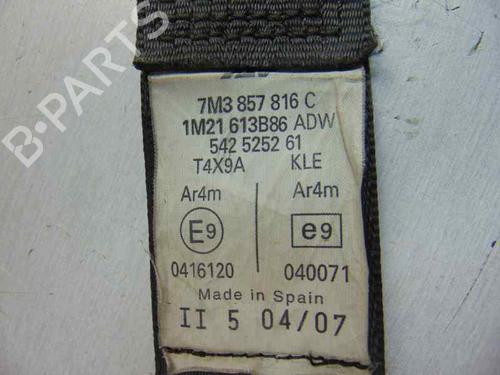 7M3 857 816 C
1M21 613B86 ADW
542 5252 61
T4X9A KLE
Ar4m Ar4m
E9 e9
0416120 040071
Made in Spain
II 5 04/07
B-PARTS